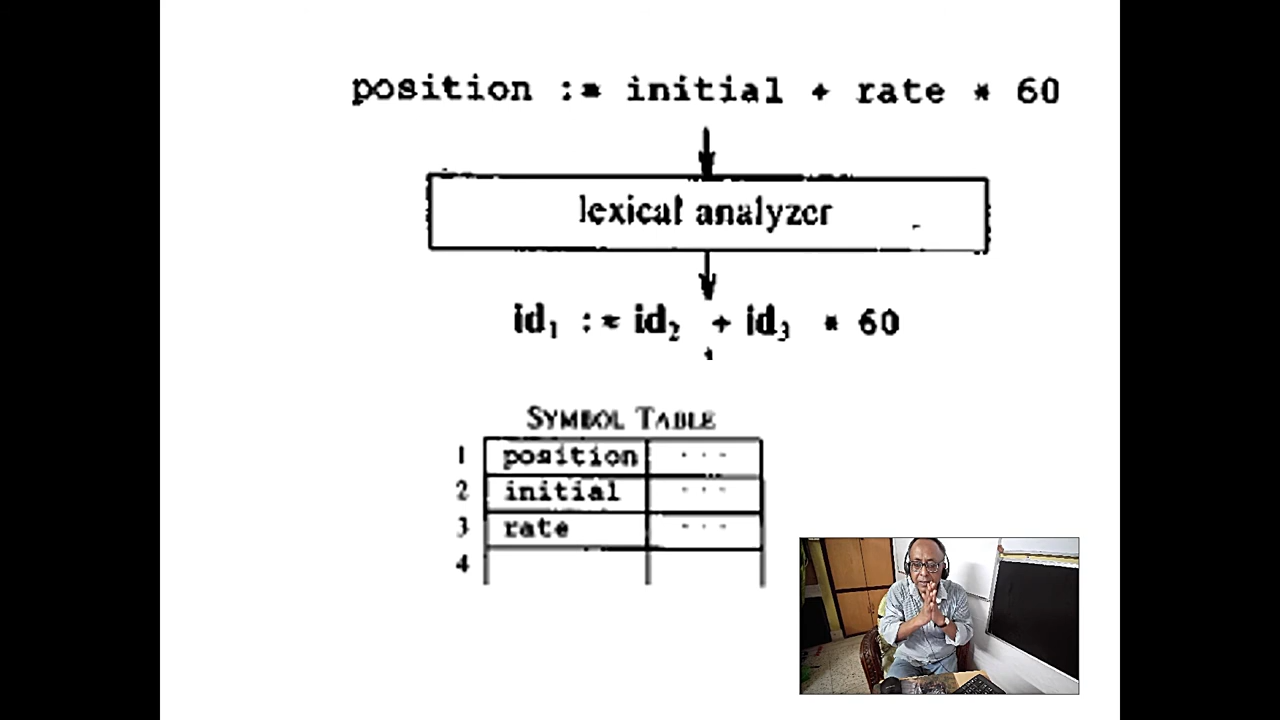 position := initial + rate * 60
lexical analyzer
id₁ := id₂ + id₃ * 60
SYMBOL TABLE
1 position ...
2 initial ...
3 rate ...
4